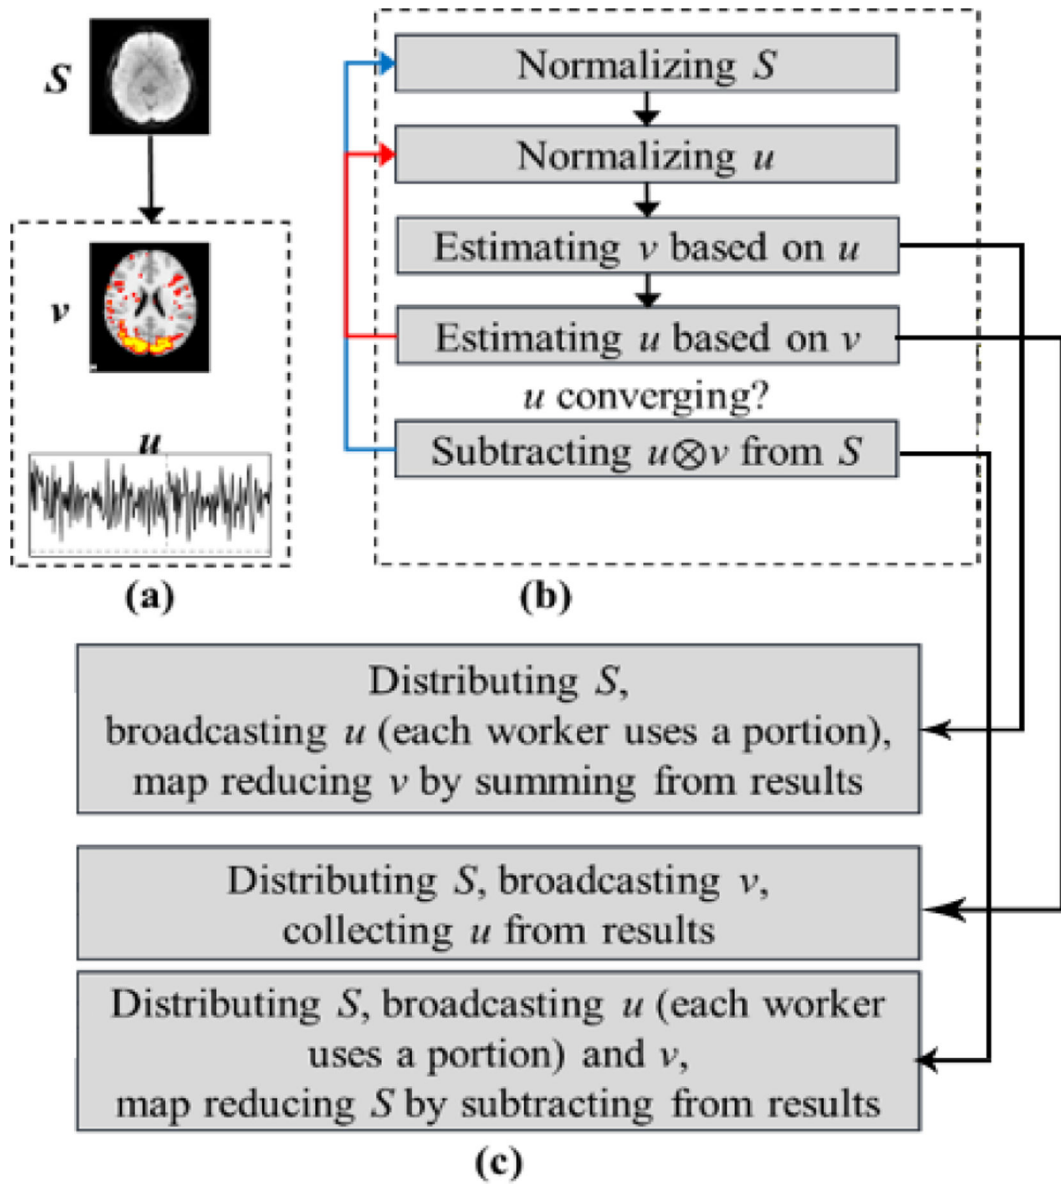 S
v
u
(a)
Normalizing S
Normalizing u
Estimating v based on u
Estimating u based on v
u converging?
Subtracting u⊗v from S
(b)
Distributing S,
broadcasting u (each worker uses a portion),
map reducing v by summing from results
Distributing S, broadcasting v,
collecting u from results
Distributing S, broadcasting u (each worker
uses a portion) and v,
map reducing S by subtracting from results
(c)